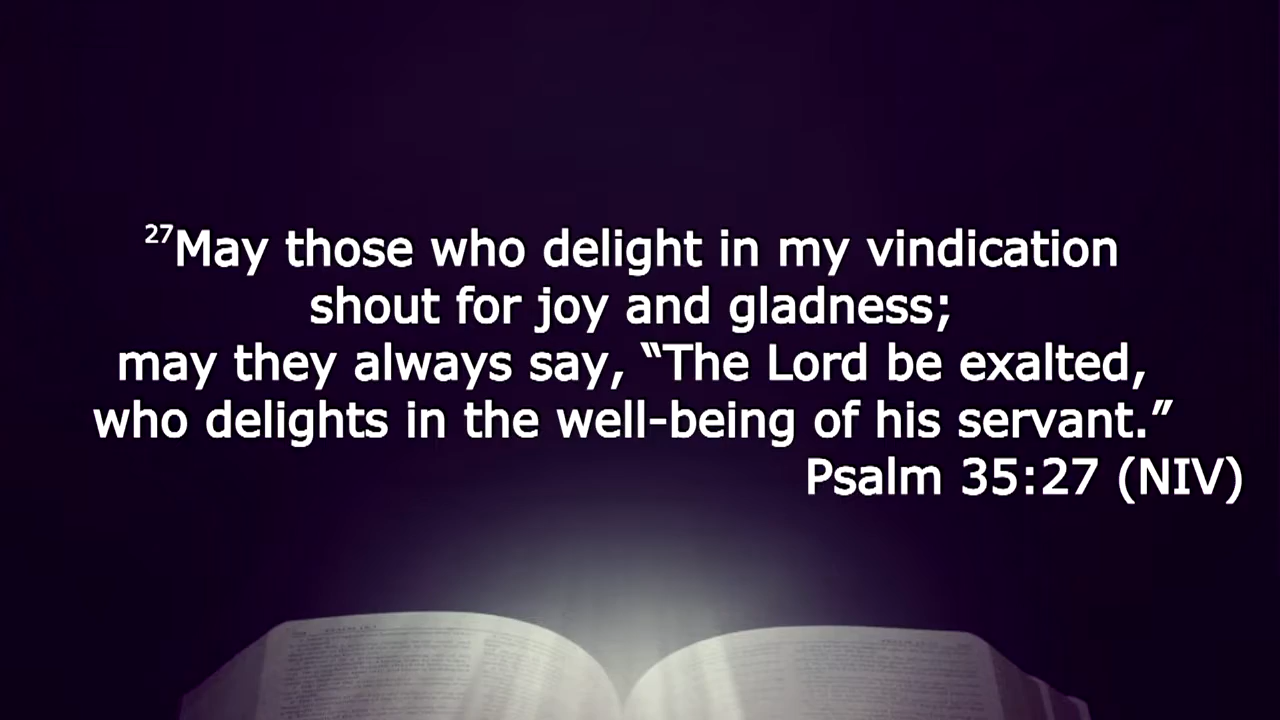 27May those who delight in my vindication
shout for joy and gladness;
may they always say, “The Lord be exalted,
who delights in the well-being of his servant.”
Psalm 35:27 (NIV)